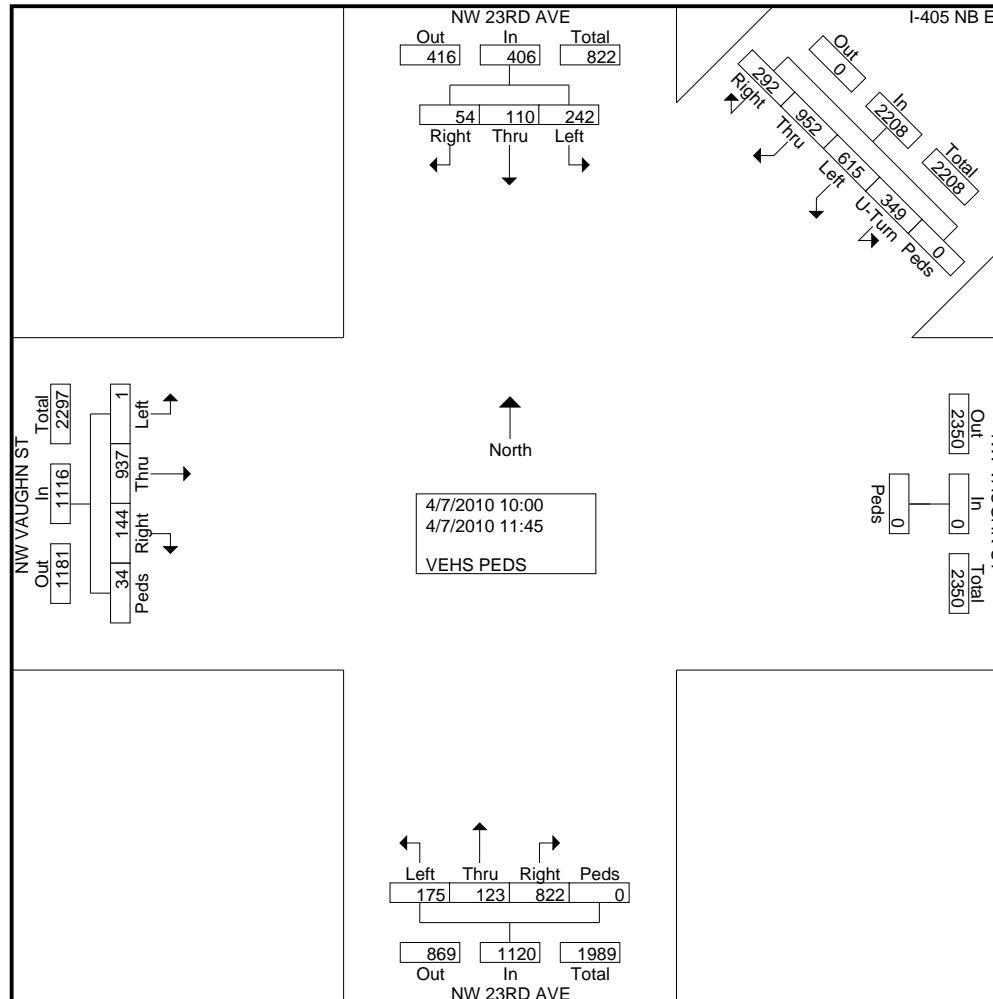 NW 23RD AVE
Out In Total
416 406 822
54 110 242
Right Thru Left
I-405 NB E
Out
0
In
2208
Total
2208
292 952 615 349 0
Right Thru Left U-Turn Peds
NW VAUGHN ST
Total In Out
2297 1116 1181
1 937 144 34
Left Thru Right Peds
North
4/7/2010 10:00
4/7/2010 11:45
VEHS PEDS
Out In Total
2350 0 2350
0
Peds
Left Thru Right Peds
175 123 822 0
869 1120 1989
Out In Total
NW 23RD AVE